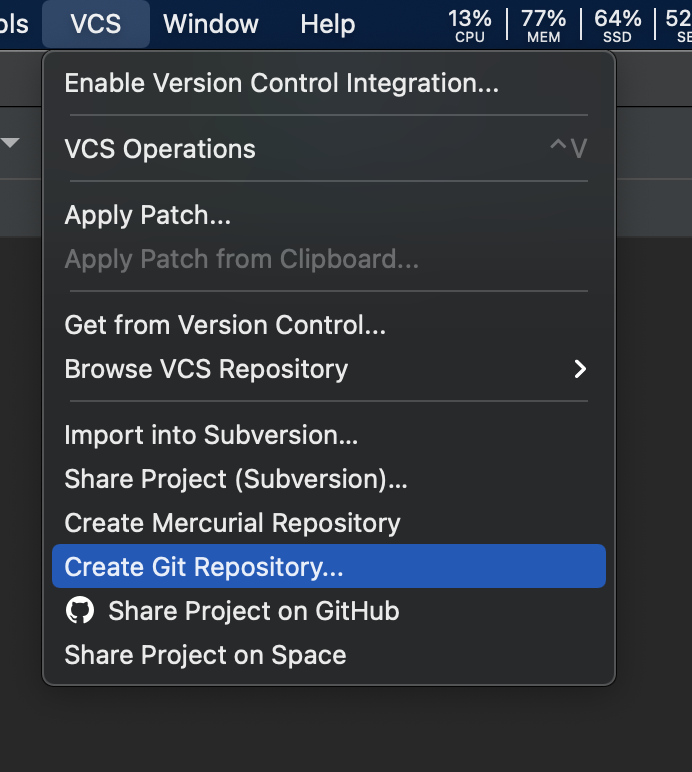 ols VCS Window Help 13% 77% 64% 52
CPU MEM SSD SE
Enable Version Control Integration...
VCS Operations ^V
Apply Patch...
Apply Patch from Clipboard...
Get from Version Control...
Browse VCS Repository
Import into Subversion...
Share Project (Subversion)...
Create Mercurial Repository
Create Git Repository...
Share Project on GitHub
Share Project on Space